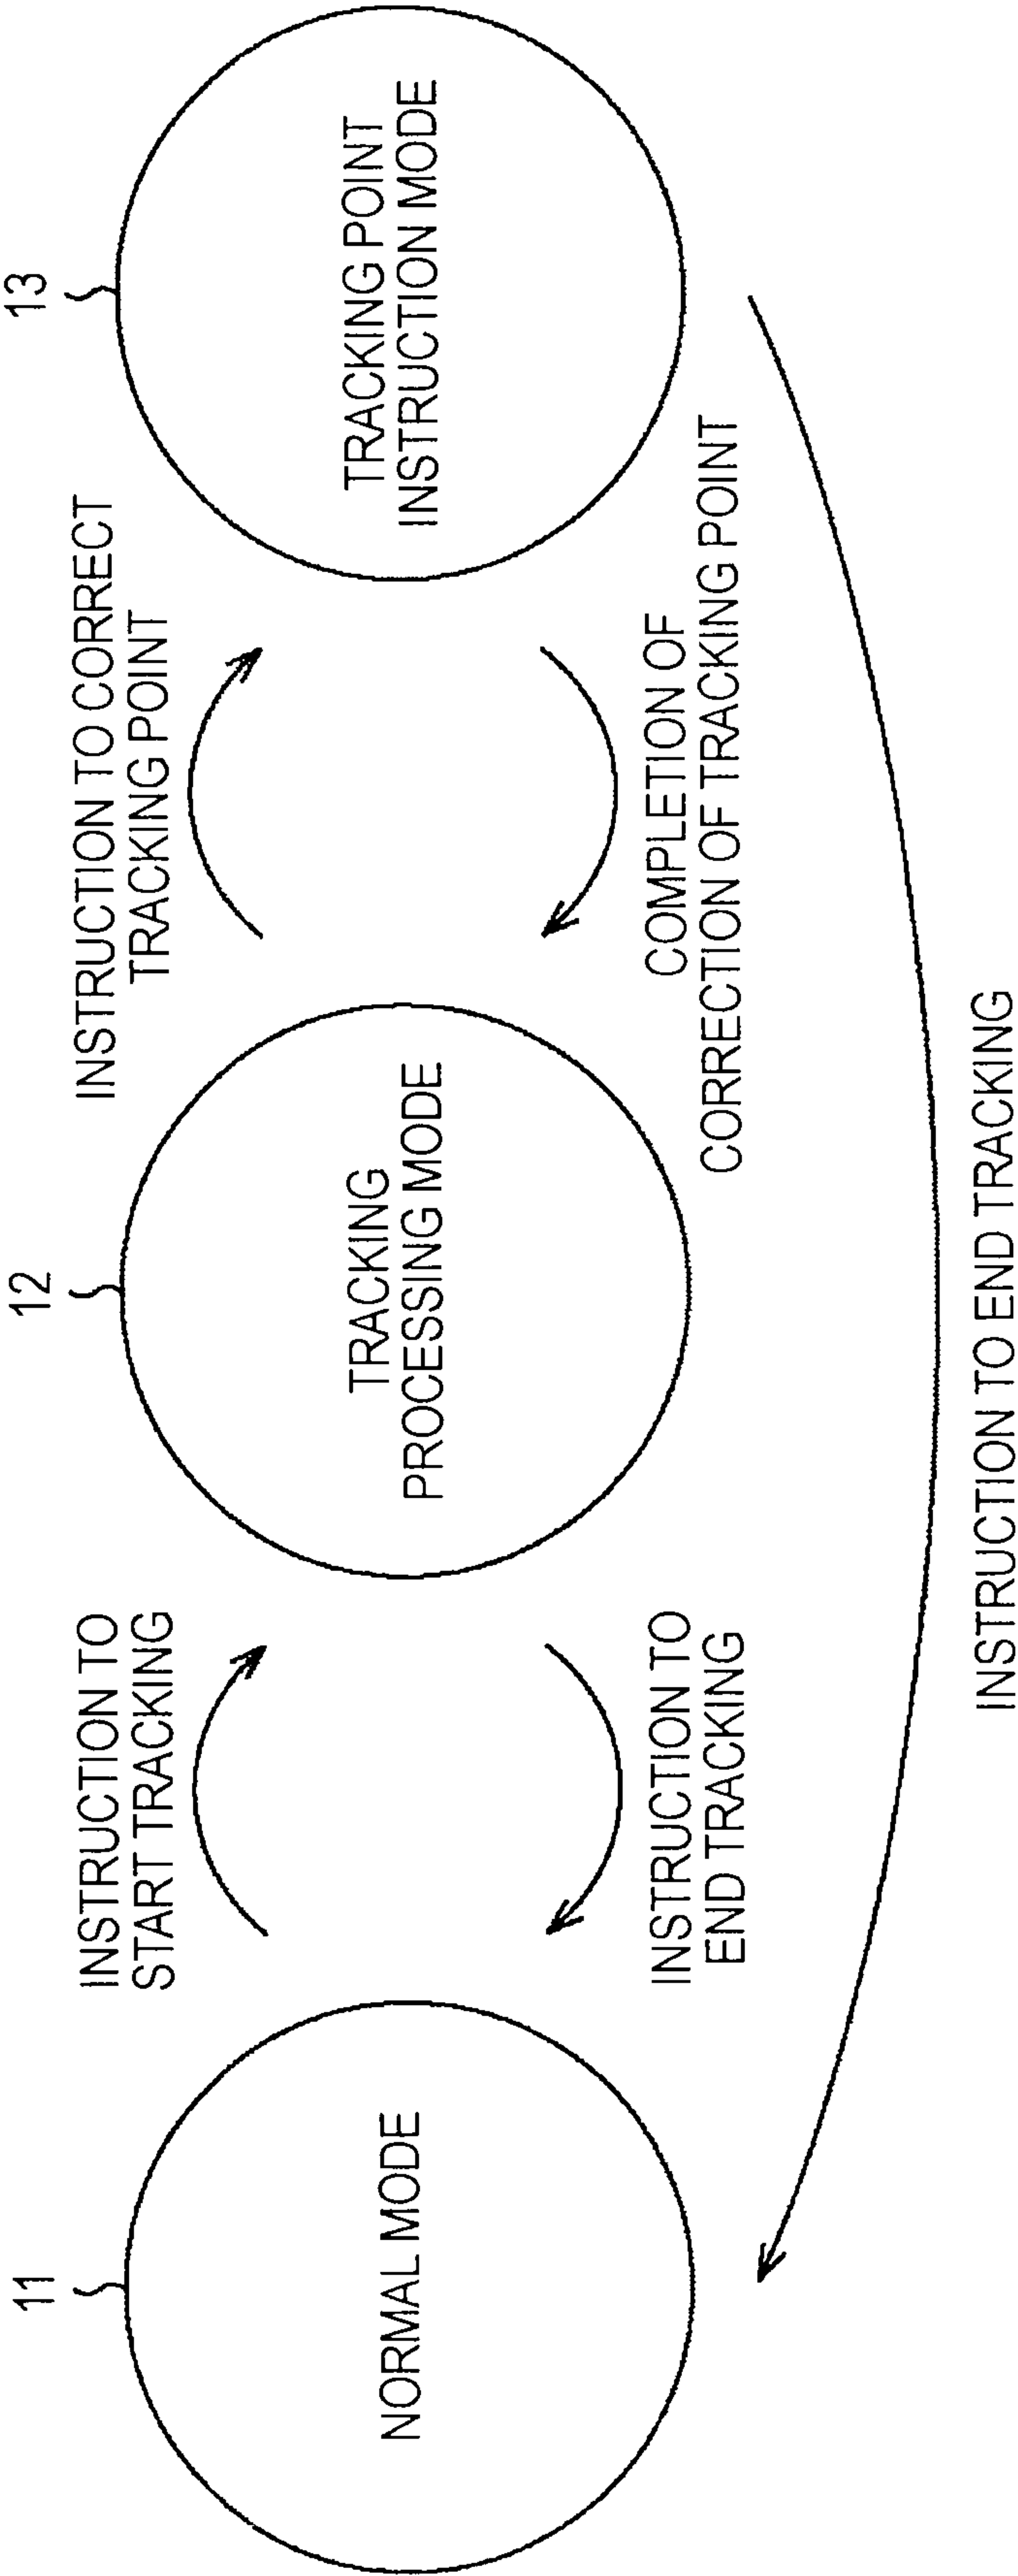 11
NORMAL MODE
INSTRUCTION TO
START TRACKING
INSTRUCTION TO
END TRACKING
12
TRACKING
PROCESSING MODE
INSTRUCTION TO CORRECT
TRACKING POINT
COMPLETION OF
CORRECTION OF TRACKING POINT
13
TRACKING POINT
INSTRUCTION MODE
INSTRUCTION TO END TRACKING